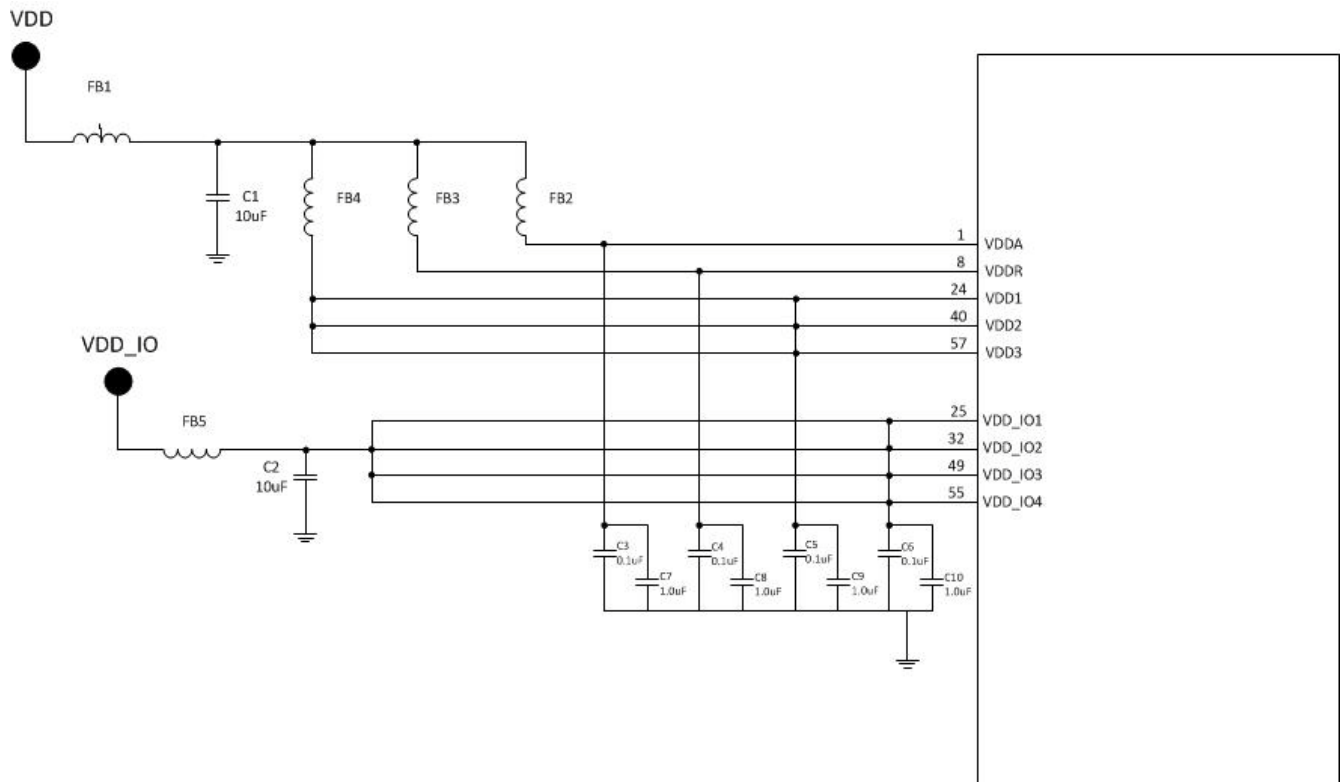 VDD
FB1
C1
10uF
FB4
FB3
FB2
1
VDDA
8
VDDR
24
VDD1
40
VDD2
57
VDD3
VDD_IO
FB5
C2
10uF
25
VDD_IO1
32
VDD_IO2
49
VDD_IO3
55
VDD_IO4
C3
0.1uF
C7
1.0uF
C4
0.1uF
C8
1.0uF
C5
0.1uF
C9
1.0uF
C6
0.1uF
C10
1.0uF